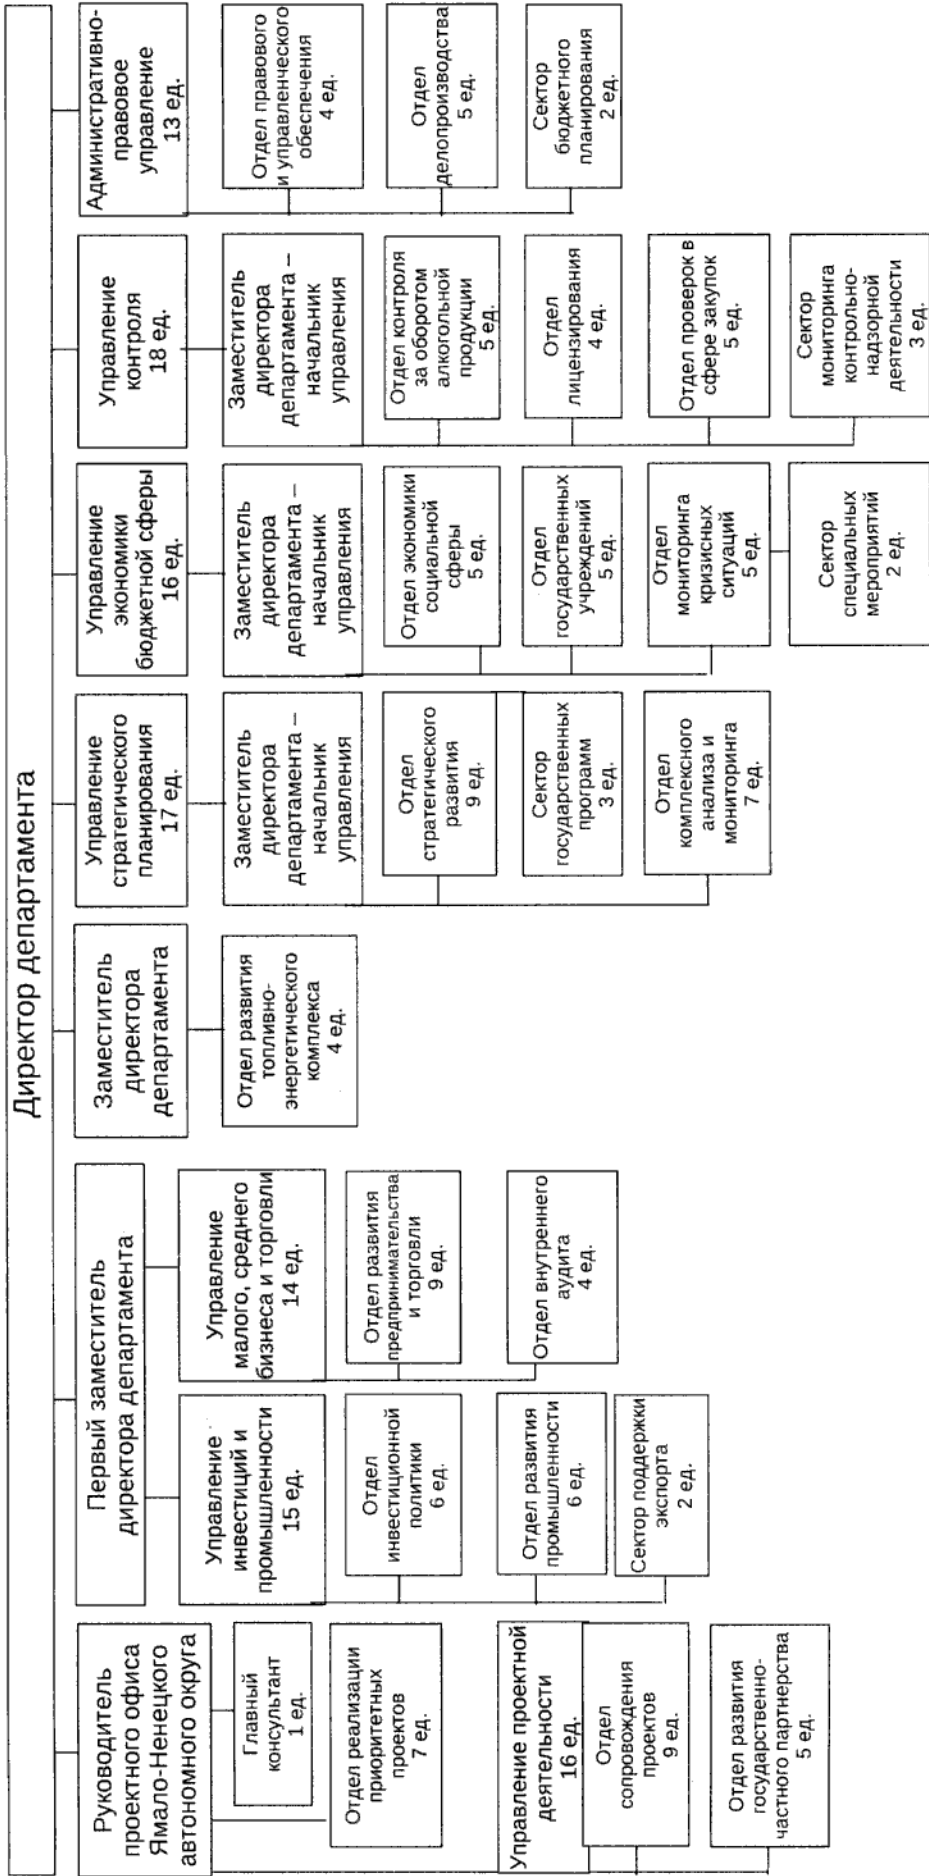 Директор департамента
Руководитель
проектного офиса
Ямало-Ненецкого
автономного округа
Главный
консультант
1 ед.
Отдел реализации
приоритетных
проектов
7 ед.
Управление проектной
деятельности
16 ед.
Отдел
сопровождения
проектов
9 ед.
Отдел развития
государственно-
частного партнерства
5 ед.
Первый заместитель
директора департамента
Управление
инвестиций и
промышленности
15 ед.
Отдел
инвестиционной
политики
6 ед.
Отдел развития
промышленности
6 ед.
Сектор поддержки
экспорта
2 ед.
Управление
малого, среднего
бизнеса и торговли
14 ед.
Отдел развития
предпринимательства
и торговли
9 ед.
Отдел внутреннего
аудита
4 ед.
Заместитель
директора
департамента
Отдел развития
топливно-
энергетического
комплекса
4 ед.
Управление
стратегического
планирования
17 ед.
Заместитель
директора
департамента –
начальник
управления
Отдел
стратегического
развития
9 ед.
Сектор
государственных
программ
3 ед.
Отдел
комплексного
анализа и
мониторинга
7 ед.
Управление
экономики
бюджетной сферы
16 ед.
Заместитель
директора
департамента –
начальник
управления
Отдел экономики
социальной
сферы
5 ед.
Отдел
государственных
учреждений
5 ед.
Отдел
мониторинга
кризисных
ситуаций
5 ед.
Сектор
специальных
мероприятий
2 ед.
Управление
контроля
18 ед.
Заместитель
директора
департамента –
начальник
управления
Отдел контроля
за оборотом
алкогольной
продукции
5 ед.
Отдел
лицензирования
4 ед.
Отдел проверок в
сфере закупок
5 ед.
Сектор
мониторинга
контрольно-
надзорной
деятельности
3 ед.
Административно-
правовое
управление
13 ед.
Отдел правового
и управленческого
обеспечения
4 ед.
Отдел
делопроизводства
5 ед.
Сектор
бюджетного
планирования
2 ед.